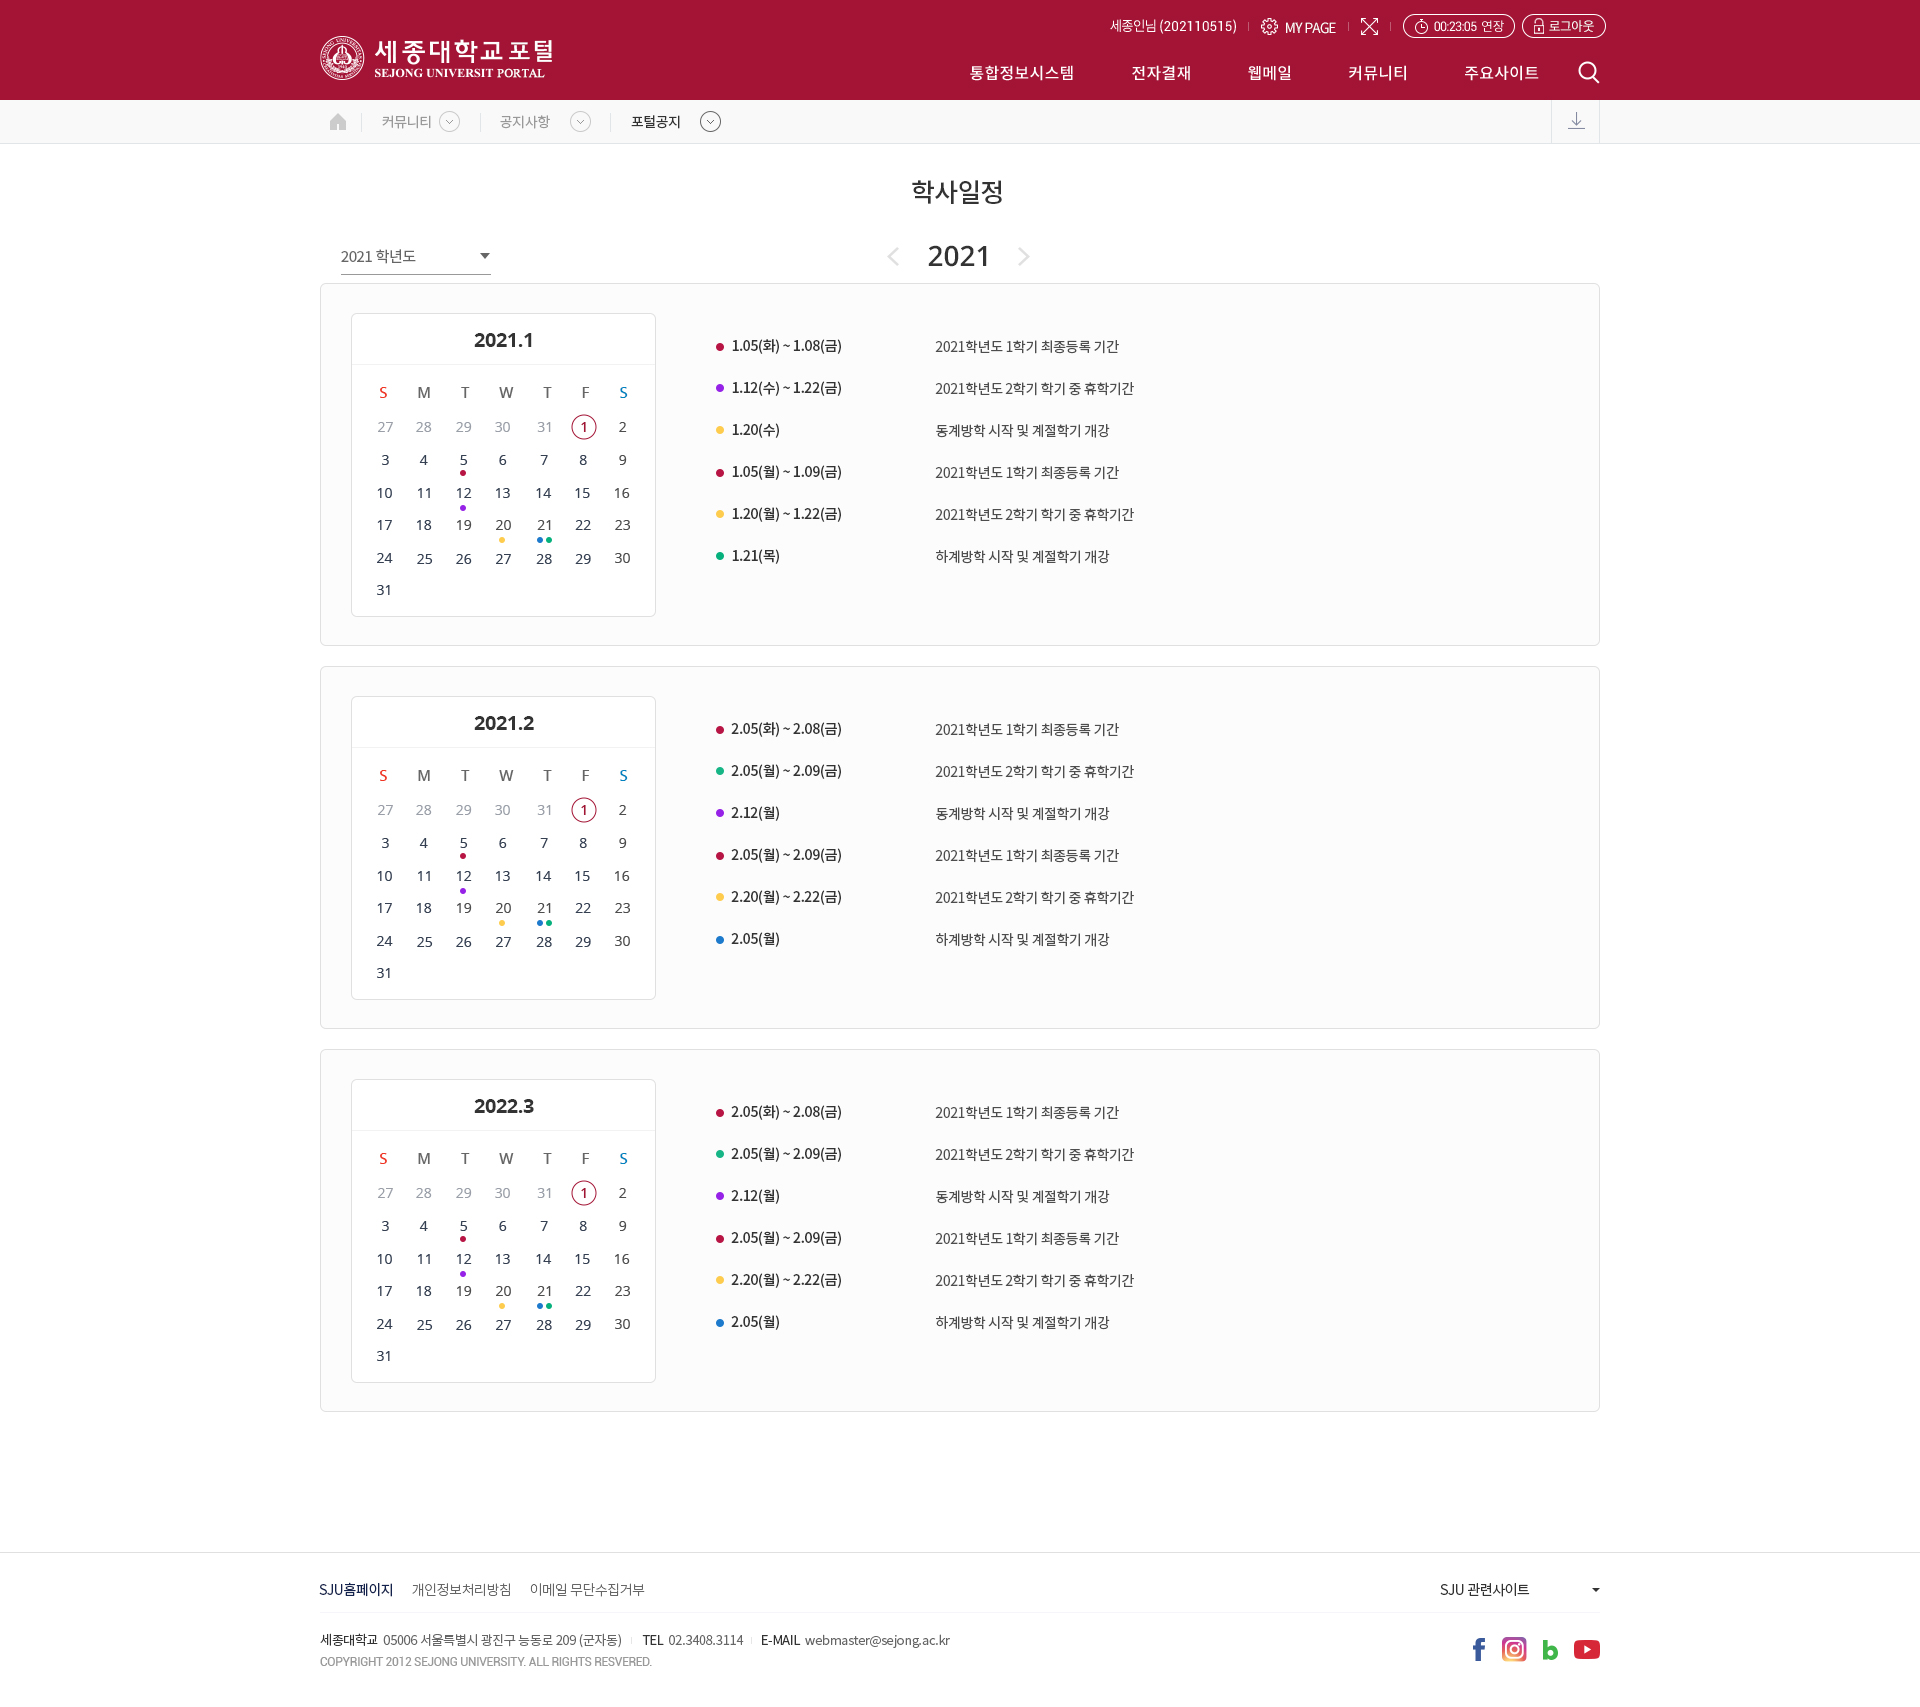 세종인님 (202110515) MY PAGE 00:23:05 연장 로그아웃
세종대학교 포털
SEJONG UNIVERSIT PORTAL
통합정보시스템 전자결재 웹메일 커뮤니티 주요사이트
커뮤니티 공지사항 포털공지
학사일정
2021 학년도 2021
2021.1
S M T W T F S
27 28 29 30 31 1 2
3 4 5 6 7 8 9
10 11 12 13 14 15 16
17 18 19 20 21 22 23
24 25 26 27 28 29 30
31
1.05(화) ~ 1.08(금) 2021학년도 1학기 최종등록 기간
1.12(수) ~ 1.22(금) 2021학년도 2학기 학기 중 휴학기간
1.20(수) 동계방학 시작 및 계절학기 개강
1.05(월) ~ 1.09(금) 2021학년도 1학기 최종등록 기간
1.20(월) ~ 1.22(금) 2021학년도 2학기 학기 중 휴학기간
1.21(목) 하계방학 시작 및 계절학기 개강
2021.2
S M T W T F S
27 28 29 30 31 1 2
3 4 5 6 7 8 9
10 11 12 13 14 15 16
17 18 19 20 21 22 23
24 25 26 27 28 29 30
31
2.05(화) ~ 2.08(금) 2021학년도 1학기 최종등록 기간
2.05(월) ~ 2.09(금) 2021학년도 2학기 학기 중 휴학기간
2.12(월) 동계방학 시작 및 계절학기 개강
2.05(월) ~ 2.09(금) 2021학년도 1학기 최종등록 기간
2.20(월) ~ 2.22(금) 2021학년도 2학기 학기 중 휴학기간
2.05(월) 하계방학 시작 및 계절학기 개강
2022.3
S M T W T F S
27 28 29 30 31 1 2
3 4 5 6 7 8 9
10 11 12 13 14 15 16
17 18 19 20 21 22 23
24 25 26 27 28 29 30
31
2.05(화) ~ 2.08(금) 2021학년도 1학기 최종등록 기간
2.05(월) ~ 2.09(금) 2021학년도 2학기 학기 중 휴학기간
2.12(월) 동계방학 시작 및 계절학기 개강
2.05(월) ~ 2.09(금) 2021학년도 1학기 최종등록 기간
2.20(월) ~ 2.22(금) 2021학년도 2학기 학기 중 휴학기간
2.05(월) 하계방학 시작 및 계절학기 개강
SJU홈페이지 개인정보처리방침 이메일 무단수집거부 SJU 관련사이트
세종대학교 05006 서울특별시 광진구 능동로 209 (군자동) TEL 02.3408.3114 E-MAIL webmaster@sejong.ac.kr
COPYRIGHT 2012 SEJONG UNIVERSITY. ALL RIGHTS RESVERED.